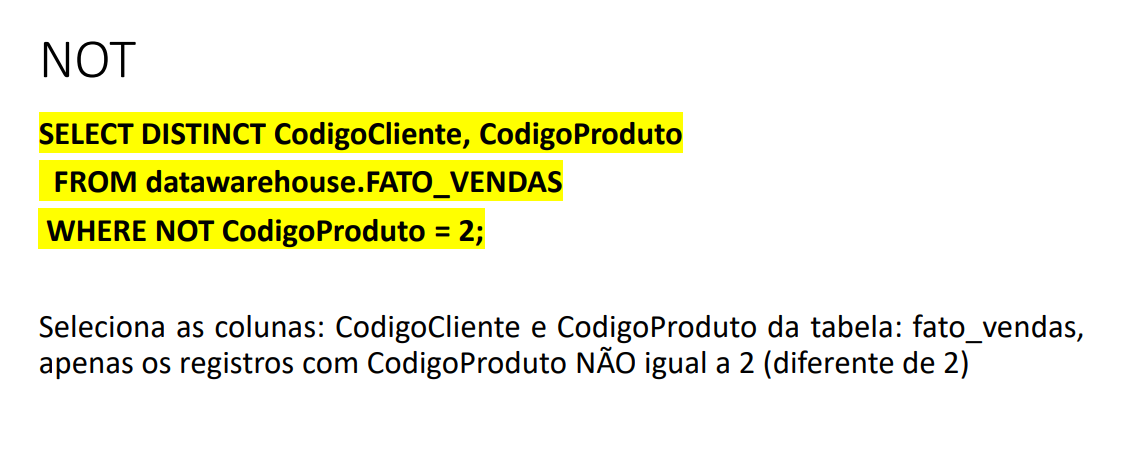 NOT
SELECT DISTINCT CodigoCliente, CodigoProduto
FROM datawarehouse.FATO_VENDAS
WHERE NOT CodigoProduto = 2;
Seleciona as colunas: CodigoCliente e CodigoProduto da tabela: fato_vendas,
apenas os registros com CodigoProduto NÃO igual a 2 (diferente de 2)